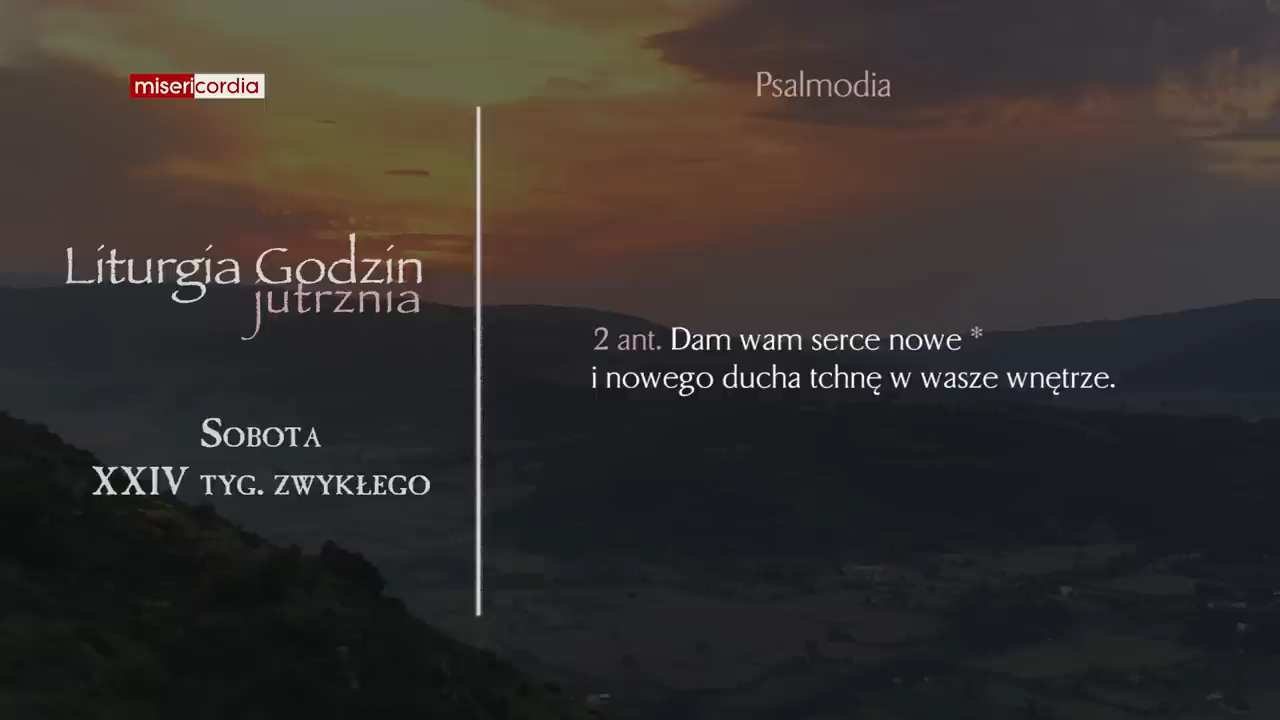 misericordia
Psalmodia
Liturgia Godzin
jutrznia
Sobota
XXIV tyg. zwykłego
2 ant. Dam wam serce nowe *
i nowego ducha tchnę w wasze wnętrze.